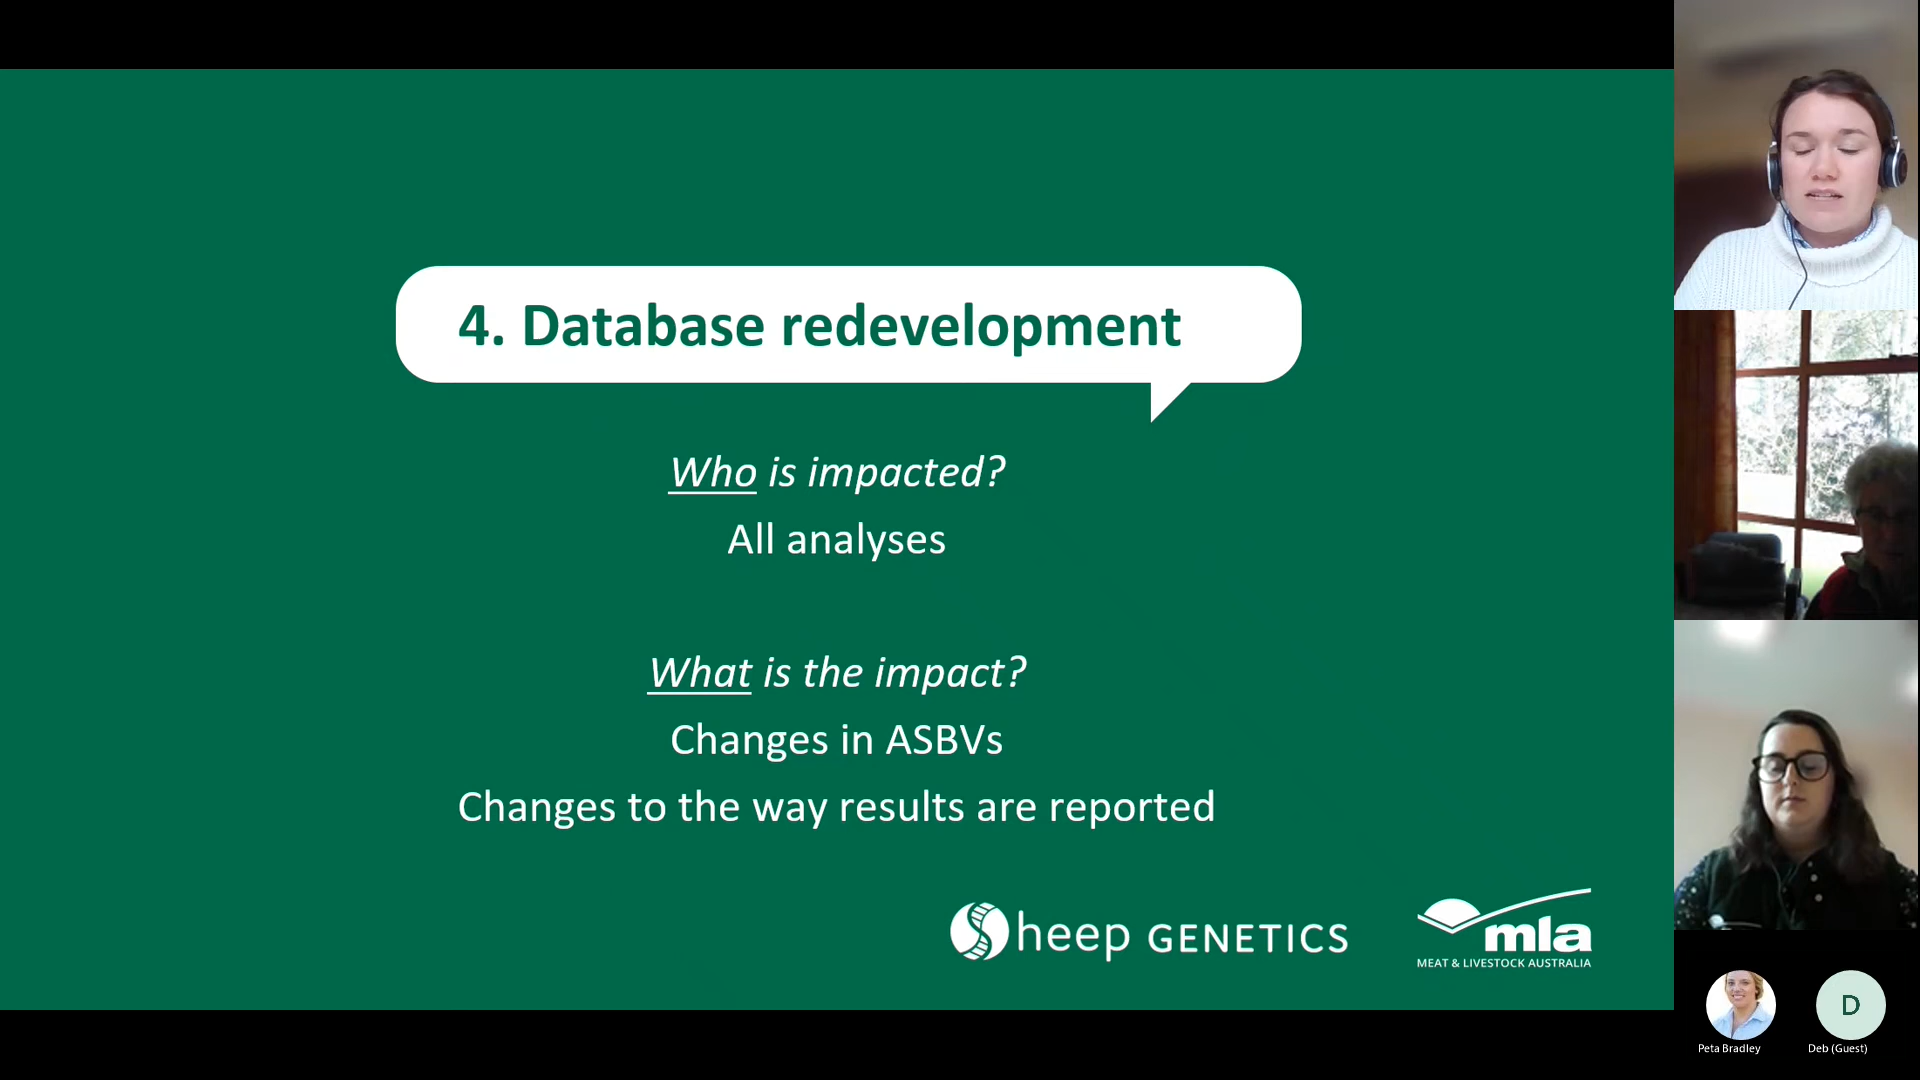 4. Database redevelopment
Who is impacted?
All analyses
What is the impact?
Changes in ASBVs
Changes to the way results are reported
Sheep GENETICS
mla
MEAT & LIVESTOCK AUSTRALIA
D
Peta Bradley
Deb (Guest)